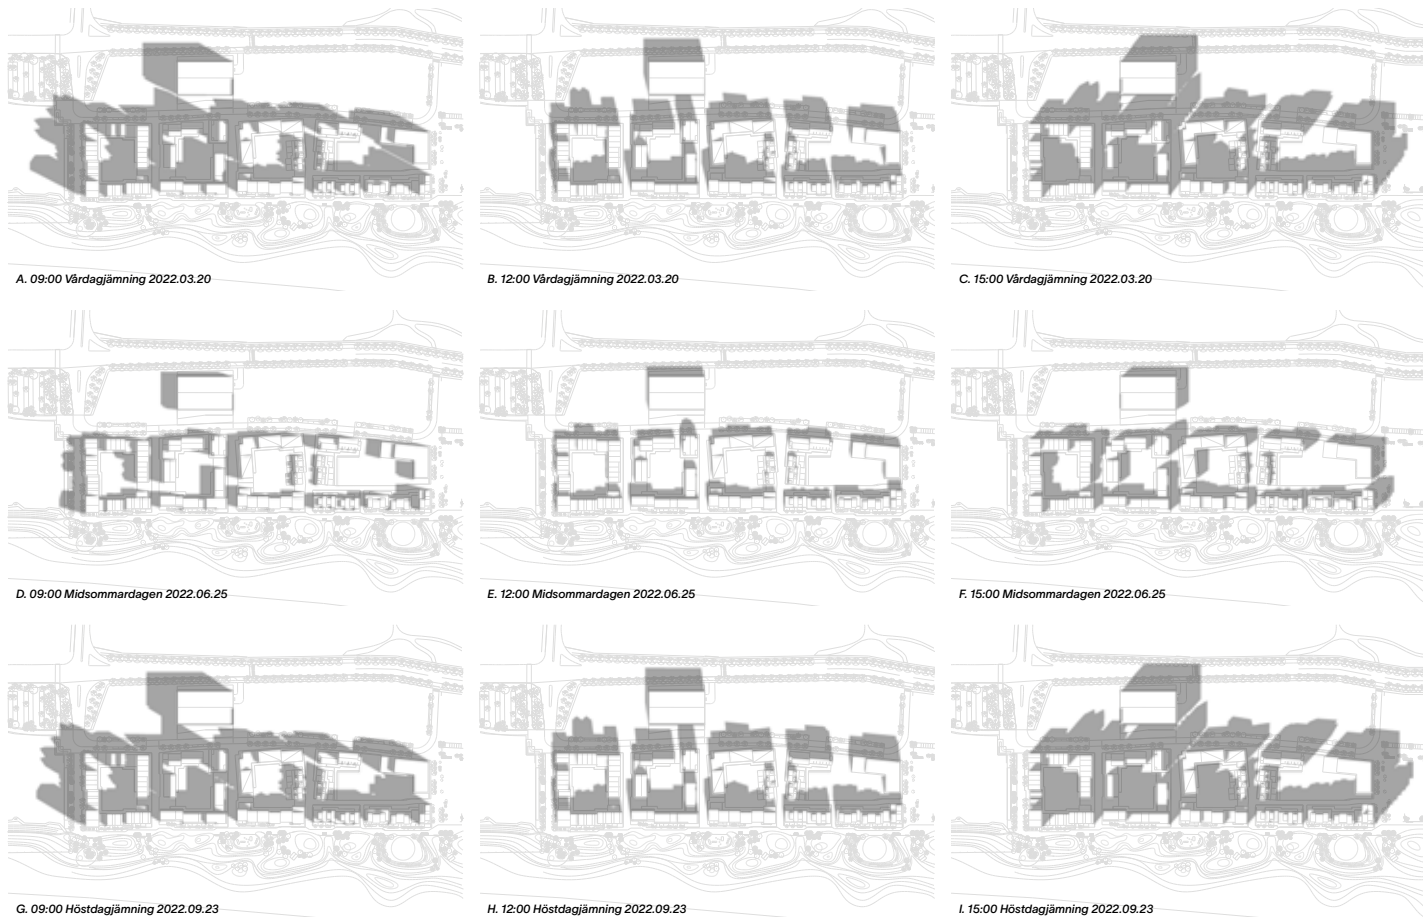 A. 09:00 Vårdagjämning 2022.03.20
B. 12:00 Vårdagjämning 2022.03.20
C. 15:00 Vårdagjämning 2022.03.20
D. 09:00 Midsommardagen 2022.06.25
E. 12:00 Midsommardagen 2022.06.25
F. 15:00 Midsommardagen 2022.06.25
G. 09:00 Höstdagjämning 2022.09.23
H. 12:00 Höstdagjämning 2022.09.23
I. 15:00 Höstdagjämning 2022.09.23